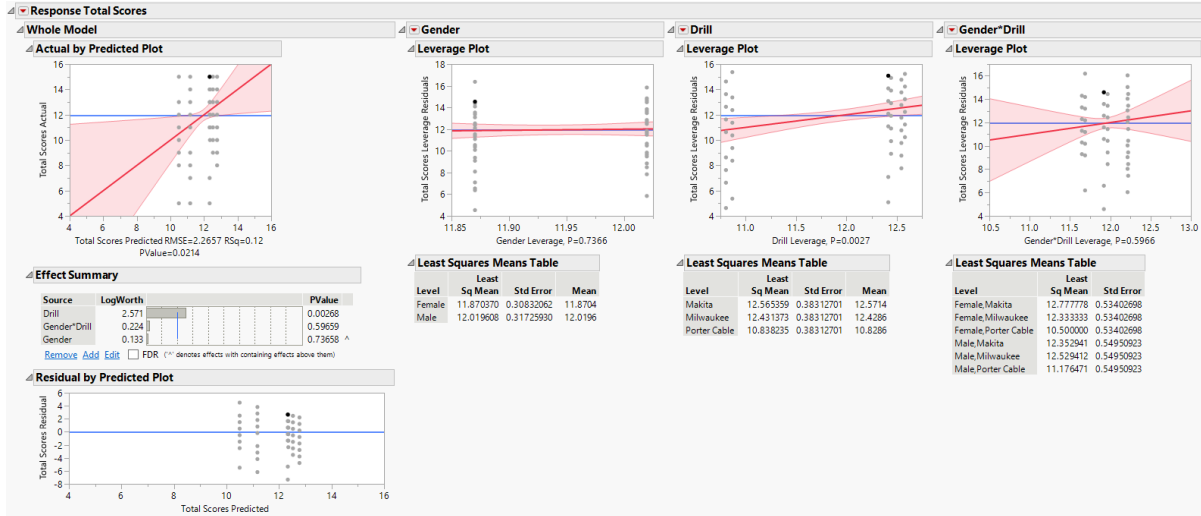 Response Total Scores
Whole Model
Actual by Predicted Plot
Total Scores Actual
16
14
12
10
8
6
4
4 6 8 10 12 14 16
Total Scores Predicted RMSE=2.2657 RSq=0.12
PValue=0.0214
Effect Summary
Source LogWorth PValue
Drill 2.571 0.00268
Gender*Drill 0.224 0.59659
Gender 0.133 0.73658 ^
Remove Add Edit FDR ('^' denotes effects with containing effects above them)
Residual by Predicted Plot
Total Scores Residual
6
4
2
0
-2
-4
-6
-8
4 6 8 10 12 14 16
Total Scores Predicted
Gender
Leverage Plot
Total Scores Leverage Residuals
18
16
14
12
10
8
6
4
11.85 11.90 11.95 12.00
Gender Leverage, P=0.7366
Least Squares Means Table
Least
Level Sq Mean Std Error Mean
Female 11.870370 0.30832062 11.8704
Male 12.019608 0.31725930 12.0196
Drill
Leverage Plot
Total Scores Leverage Residuals
16
14
12
10
8
6
4
11.0 11.5 12.0 12.5
Drill Leverage, P=0.0027
Least Squares Means Table
Least
Level Sq Mean Std Error Mean
Makita 12.565359 0.38312701 12.5714
Milwaukee 12.431373 0.38312701 12.4286
Porter Cable 10.838235 0.38312701 10.8286
Gender*Drill
Leverage Plot
Total Scores Leverage Residuals
16
14
12
10
8
6
4
10.5 11.0 11.5 12.0 12.5 13.0
Gender*Drill Leverage, P=0.5966
Least Squares Means Table
Least
Level Sq Mean Std Error
Female,Makita 12.777778 0.53402698
Female,Milwaukee 12.333333 0.53402698
Female,Porter Cable 10.500000 0.53402698
Male,Makita 12.352941 0.54950923
Male,Milwaukee 12.529412 0.54950923
Male,Porter Cable 11.176471 0.54950923